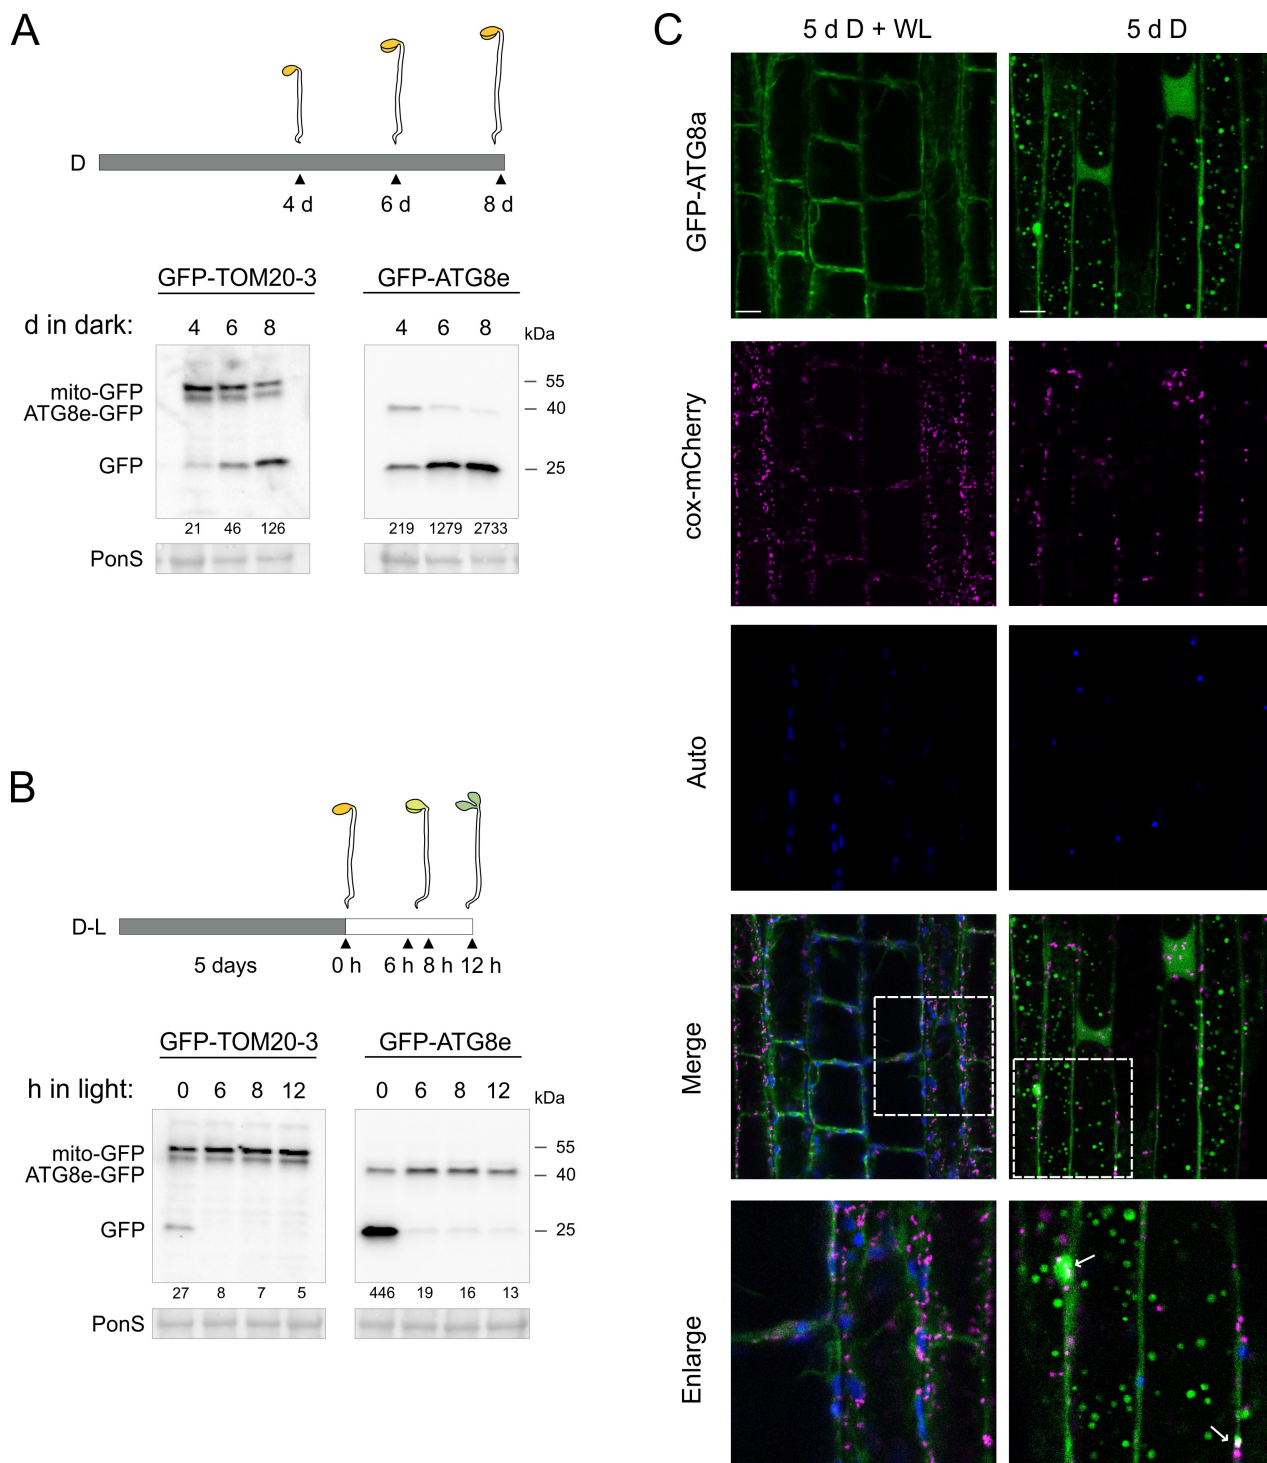 A
D
4 d 6 d 8 d
GFP-TOM20-3 GFP-ATG8e
d in dark: 4 6 8 4 6 8 kDa
mito-GFP
ATG8e-GFP
GFP
— 55
— 40
— 25
21 46 126 219 1279 2733
PonS
B
D-L
5 days 0 h 6 h 8 h 12 h
GFP-TOM20-3 GFP-ATG8e
h in light: 0 6 8 12 0 6 8 12 kDa
mito-GFP
ATG8e-GFP
GFP
— 55
— 40
— 25
27 8 7 5 446 19 16 13
PonS
C
5 d D + WL 5 d D
GFP-ATG8a
cox-mCherry
Auto
Merge
Enlarge